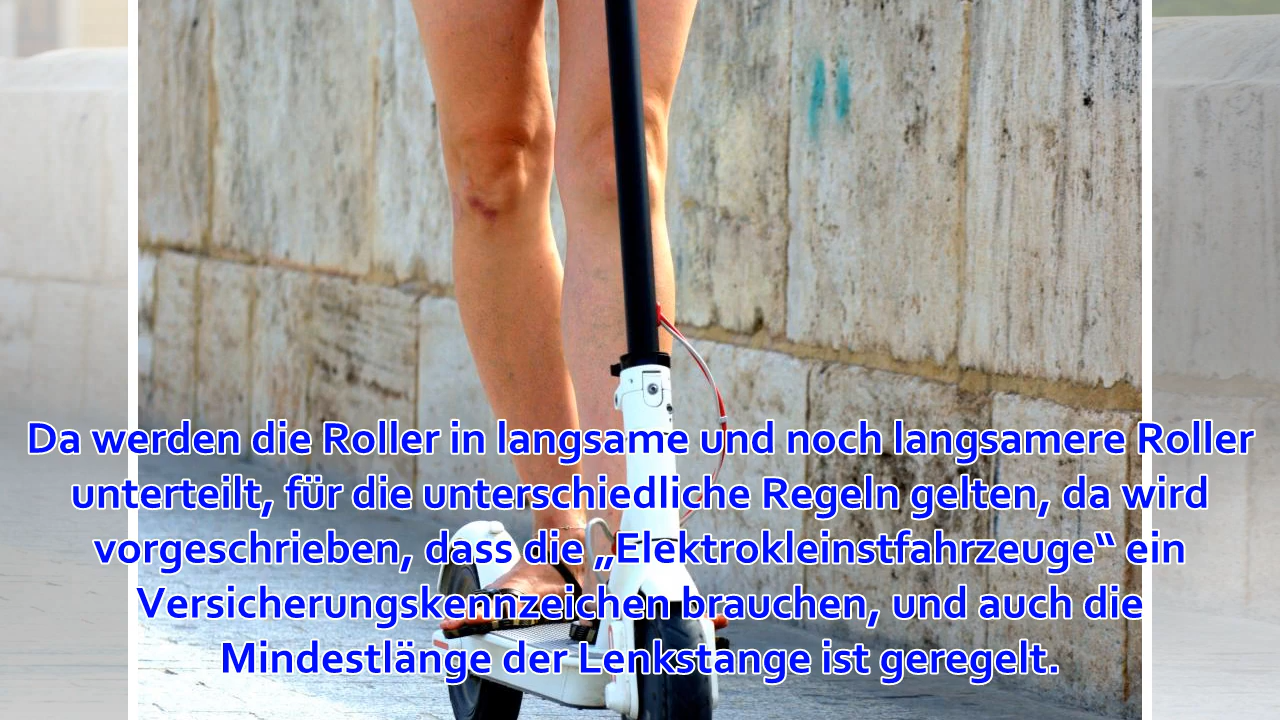 Da werden die Roller in langsame und noch langsamere Roller
unterteilt, für die unterschiedliche Regeln gelten, da wird
vorgeschrieben, dass die „Elektrokleinstfahrzeuge“ ein
Versicherungskennzeichen brauchen, und auch die
Mindestlänge der Lenkstange ist geregelt.